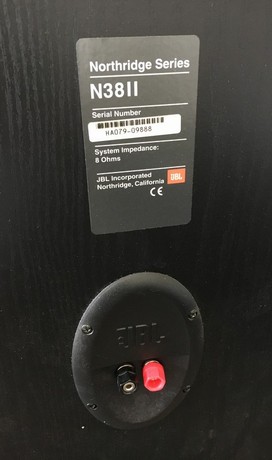 Northridge Series
N38II
Serial Number
HA079-09888
System Impedance:
8 Ohms
JBL Incorporated
Northridge, California
JBL
CE
JBL